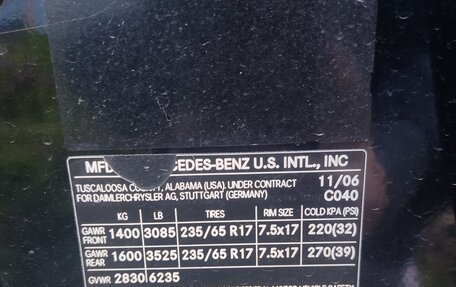 MFD CEDES-BENZ U.S. INTL., INC
TUSCALOOSA COUNTY, ALABAMA (USA). UNDER CONTRACT 11/06
FOR DAIMLERCHRYSLER AG, STUTTGART (GERMANY) C040
KG LB TIRES RIM SIZE COLD KPA (PSI)
GAWR FRONT 1400 3085 235/65 R17 7.5x17 220(32)
GAWR REAR 1600 3525 235/65 R17 7.5x17 270(39)
GVWR 2830 6235